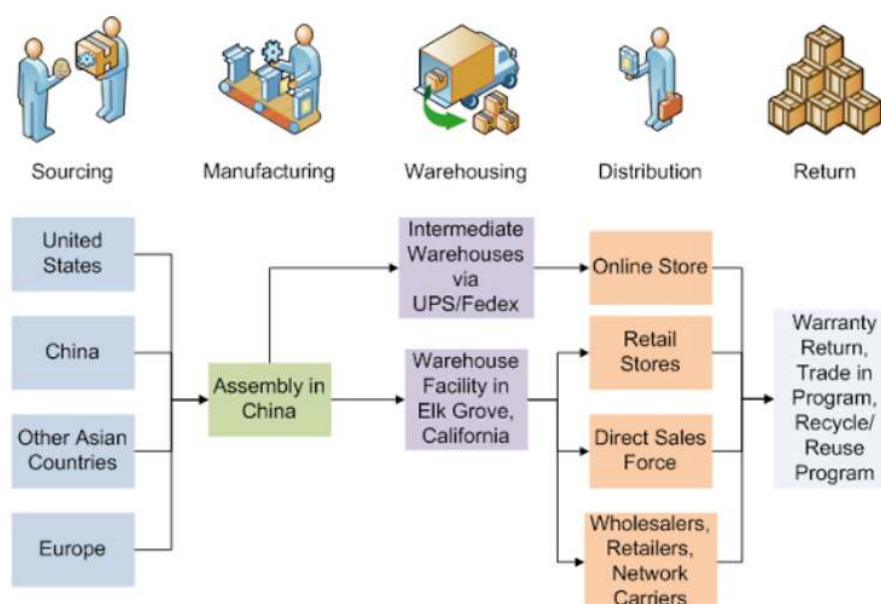 Sourcing
Manufacturing
Warehousing
Distribution
Return
United
States
China
Other Asian
Countries
Europe
Assembly in
China
Intermediate
Warehouses
via
UPS/Fedex
Warehouse
Facility in
Elk Grove,
California
Online Store
Retail
Stores
Direct Sales
Force
Wholesalers,
Retailers,
Network
Carriers
Warranty
Return,
Trade in
Program,
Recycle/
Reuse
Program